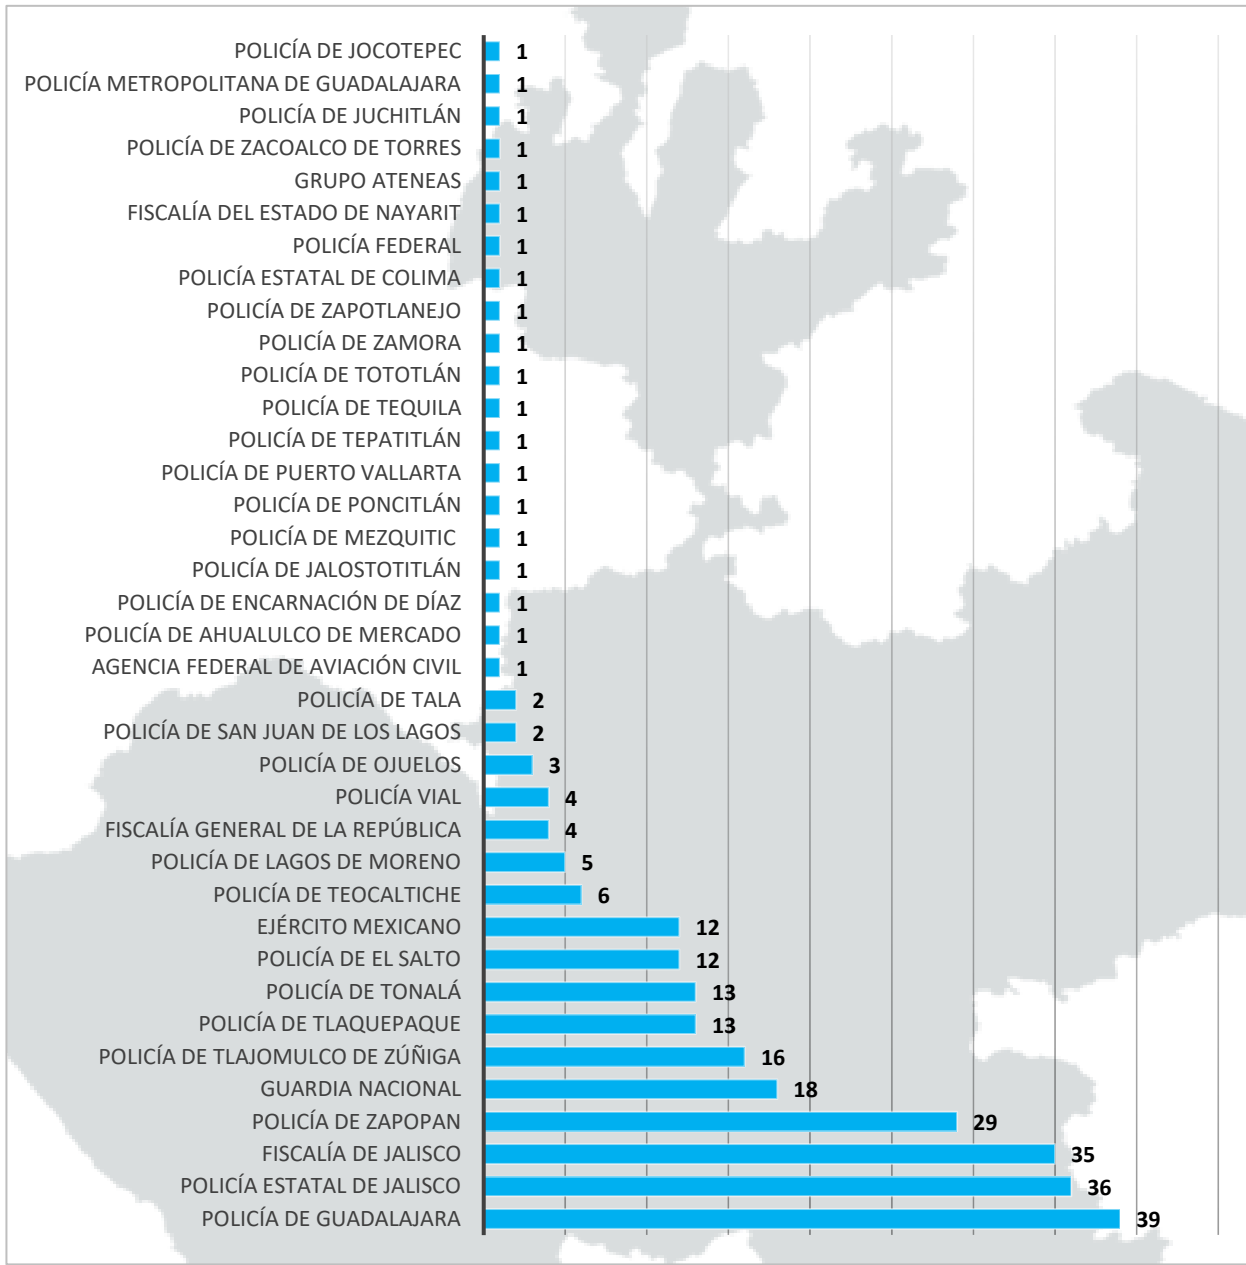 POLICÍA DE JOCOTEPEC 1
POLICÍA METROPOLITANA DE GUADALAJARA 1
POLICÍA DE JUCHITLÁN 1
POLICÍA DE ZACOALCO DE TORRES 1
GRUPO ATENEAS 1
FISCALÍA DEL ESTADO DE NAYARIT 1
POLICÍA FEDERAL 1
POLICÍA ESTATAL DE COLIMA 1
POLICÍA DE ZAPOTLANEJO 1
POLICÍA DE ZAMORA 1
POLICÍA DE TOTOTLÁN 1
POLICÍA DE TEQUILA 1
POLICÍA DE TEPATITLÁN 1
POLICÍA DE PUERTO VALLARTA 1
POLICÍA DE PONCITLÁN 1
POLICÍA DE MEZQUITIC 1
POLICÍA DE JALOSTOTITLÁN 1
POLICÍA DE ENCARNACIÓN DE DÍAZ 1
POLICÍA DE AHUALULCO DE MERCADO 1
AGENCIA FEDERAL DE AVIACIÓN CIVIL 1
POLICÍA DE TALA 2
POLICÍA DE SAN JUAN DE LOS LAGOS 2
POLICÍA DE OJUELOS 3
POLICÍA VIAL 4
FISCALÍA GENERAL DE LA REPÚBLICA 4
POLICÍA DE LAGOS DE MORENO 5
POLICÍA DE TEOCALTICHE 6
EJÉRCITO MEXICANO 12
POLICÍA DE EL SALTO 12
POLICÍA DE TONALÁ 13
POLICÍA DE TLAQUEPAQUE 13
POLICÍA DE TLAJOMULCO DE ZÚÑIGA 16
GUARDIA NACIONAL 18
POLICÍA DE ZAPOPAN 29
FISCALÍA DE JALISCO 35
POLICÍA ESTATAL DE JALISCO 36
POLICÍA DE GUADALAJARA 39